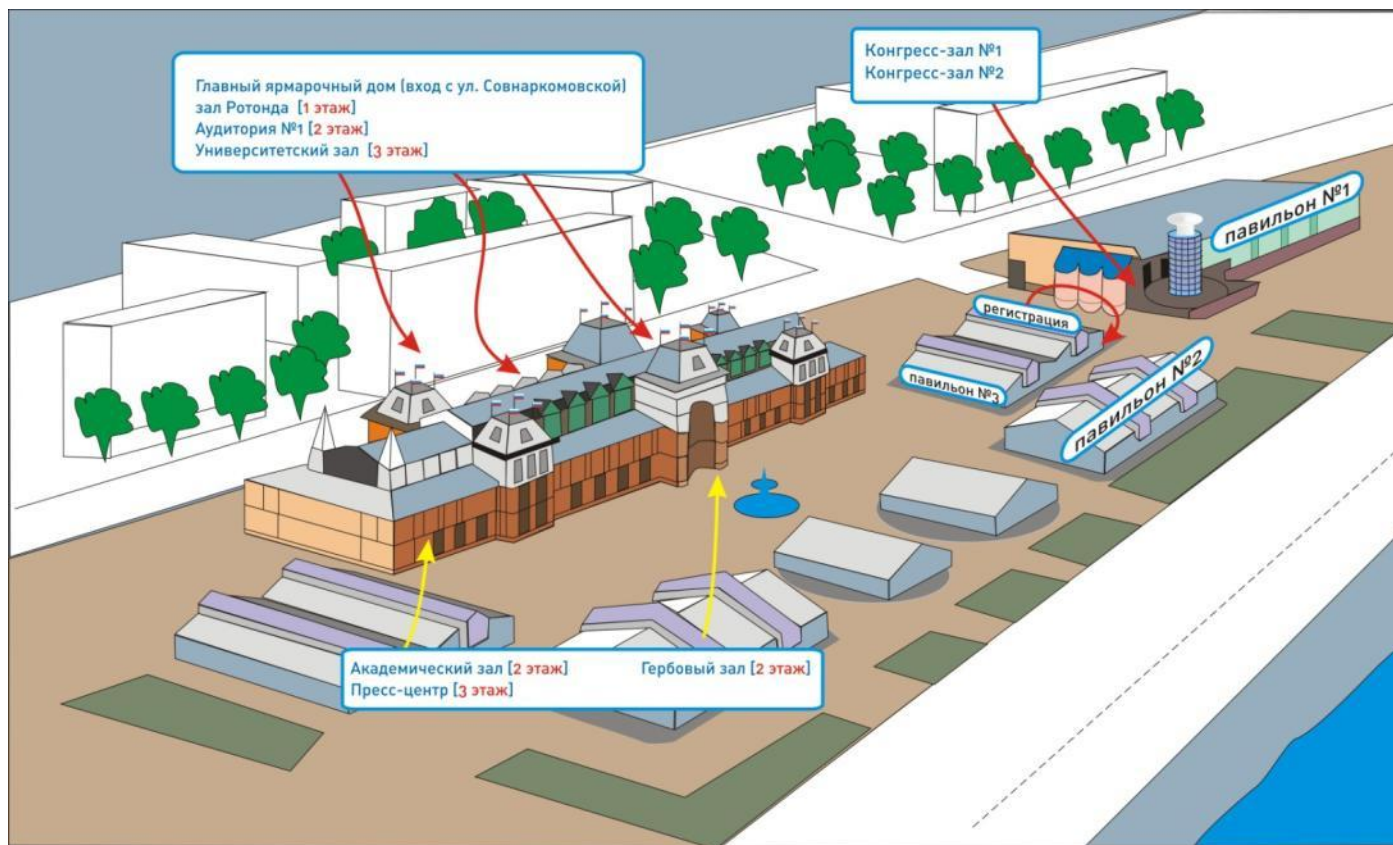 Главный ярмарочный дом (вход с ул. Совнаркомовской)
зал Ротонда [1 этаж]
Аудитория №1 [2 этаж]
Университетский зал [3 этаж]
Конгресс-зал №1
Конгресс-зал №2
павильон №1
регистрация
павильон №3
павильон №2
Академический зал [2 этаж]
Пресс-центр [3 этаж]
Гербовый зал [2 этаж]